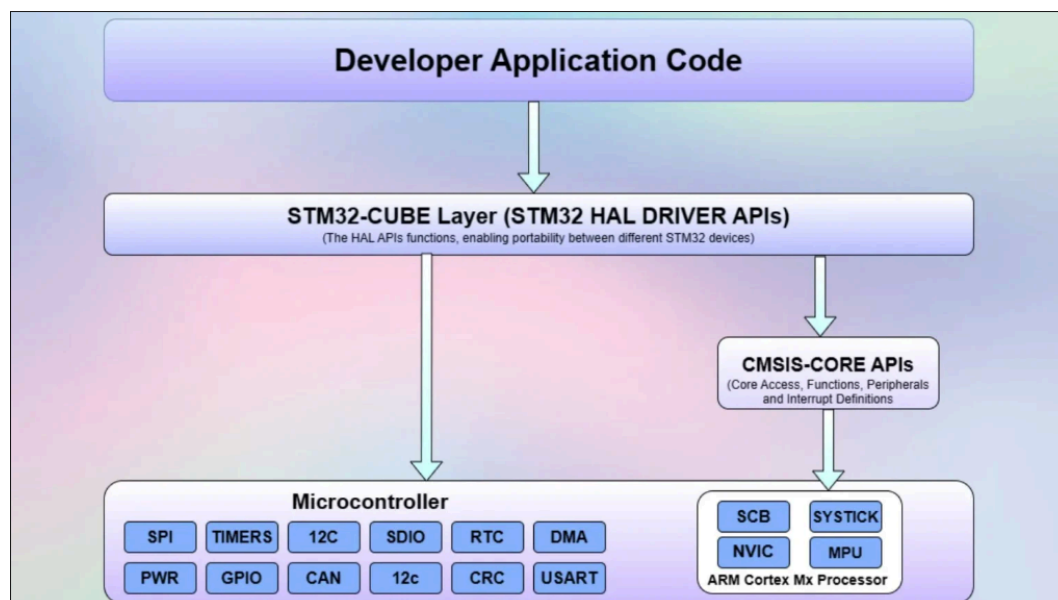 Developer Application Code
STM32-CUBE Layer (STM32 HAL DRIVER APIs)
(The HAL APIs functions, enabling portability between different STM32 devices)
CMSIS-CORE APIs
(Core Access, Functions, Peripherals
and Interrupt Definitions
Microcontroller
SPI TIMERS 12C SDIO RTC DMA
PWR GPIO CAN 12c CRC USART
SCB SYSTICK
NVIC MPU
ARM Cortex Mx Processor